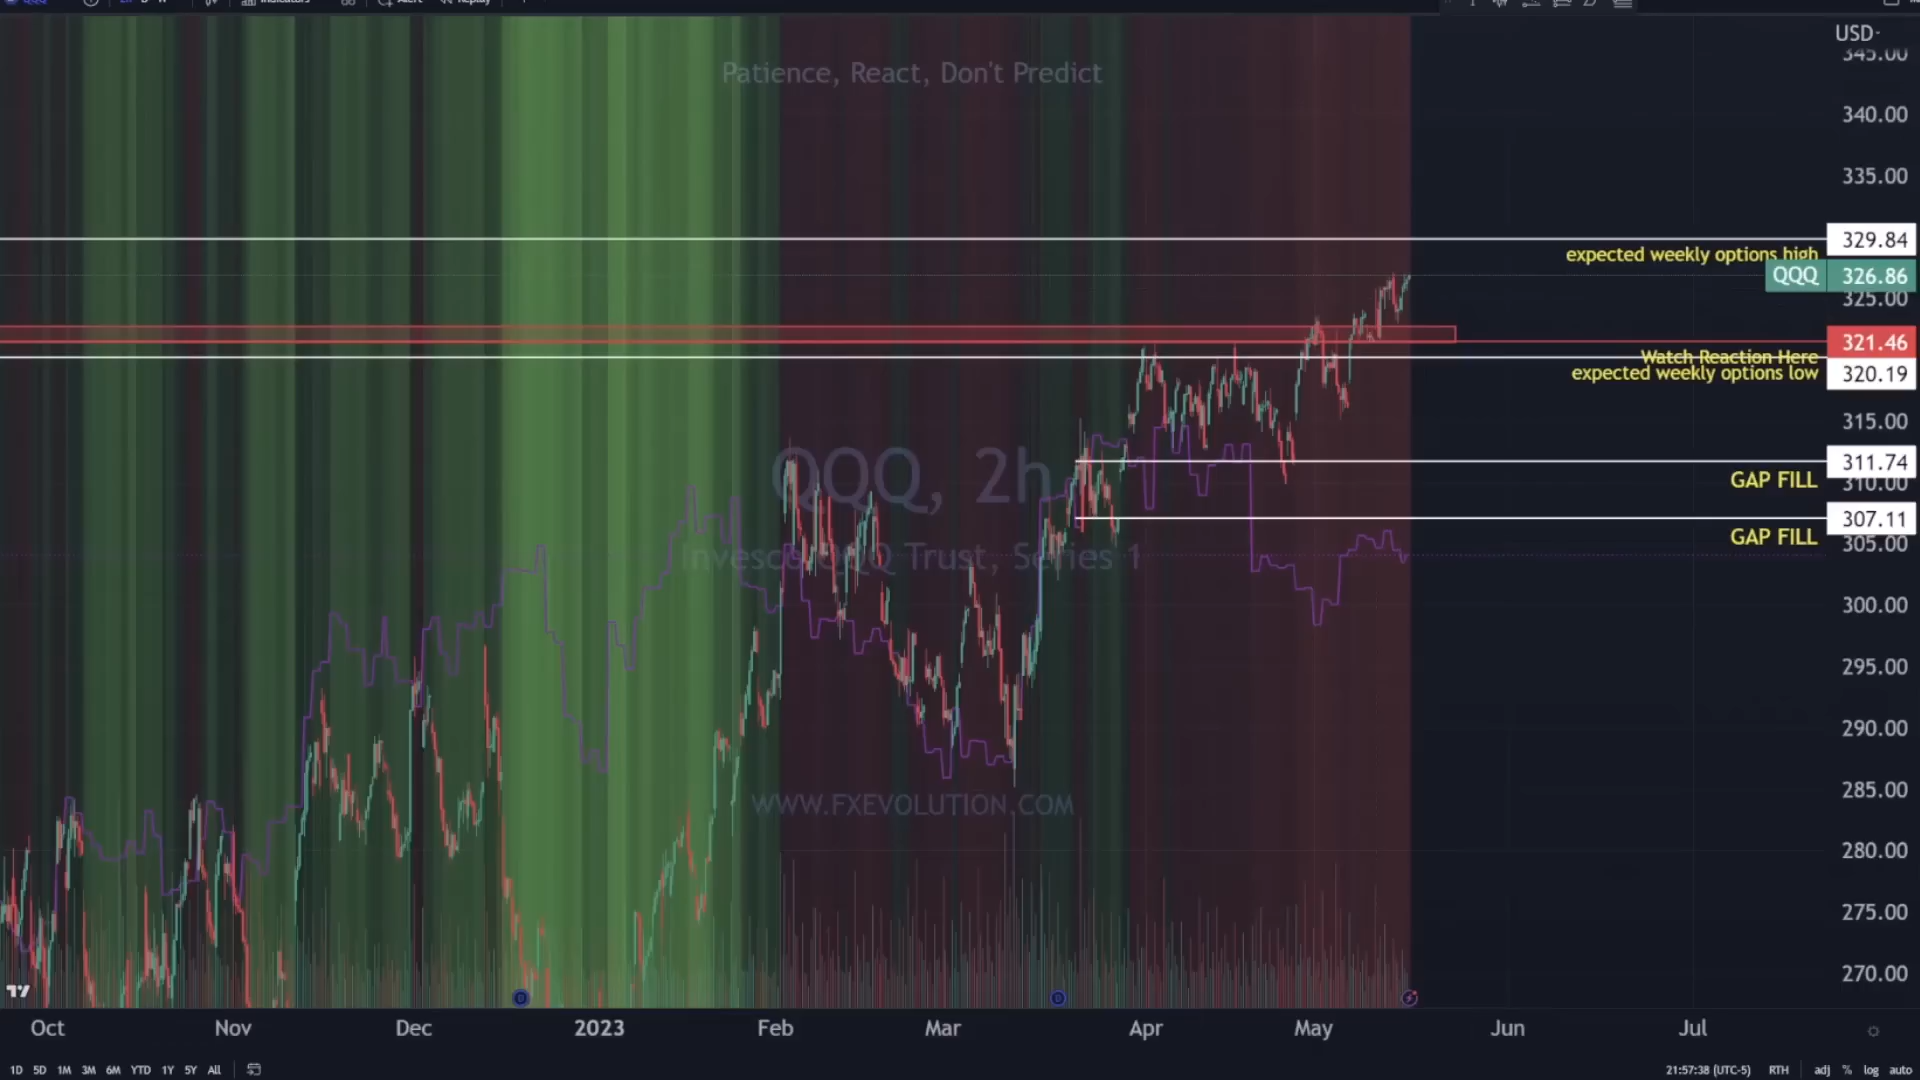 QQQ
Indicators
Alert
Replay
Patience, React, Don't Predict
USD
345.00
340.00
335.00
329.84
expected weekly options high
QQQ 326.86
325.00
321.46
Watch Reaction Here
expected weekly options low
320.19
315.00
311.74
GAP FILL
310.00
307.11
GAP FILL
305.00
300.00
295.00
290.00
285.00
280.00
275.00
270.00
QQQ, 2h
Invesco QQQ Trust, Series 1
WWW.FXEVOLUTION.COM
Oct Nov Dec 2023 Feb Mar Apr May Jun Jul
1D 5D 1M 3M 6M YTD 1Y 5Y All
21:57:38 (UTC-5) RTH adj % log auto